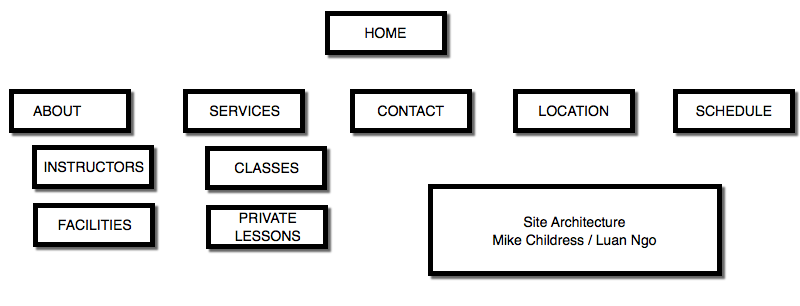 HOME
ABOUT
SERVICES
CONTACT
LOCATION
SCHEDULE
INSTRUCTORS
CLASSES
FACILITIES
PRIVATE
LESSONS
Site Architecture
Mike Childress / Luan Ngo